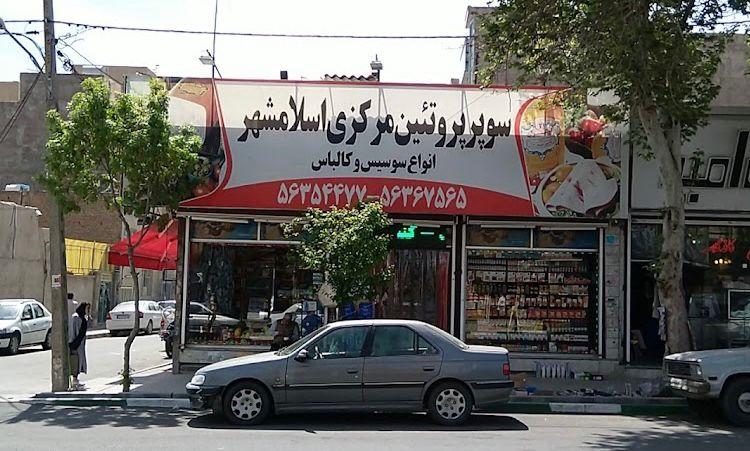 سوپر پروتئین مرکزی اسلامشهر
انواع سوسیس و کالباس
۵۶۳۵۴۴۷۷-۵۶۳۶۷۵۶۵